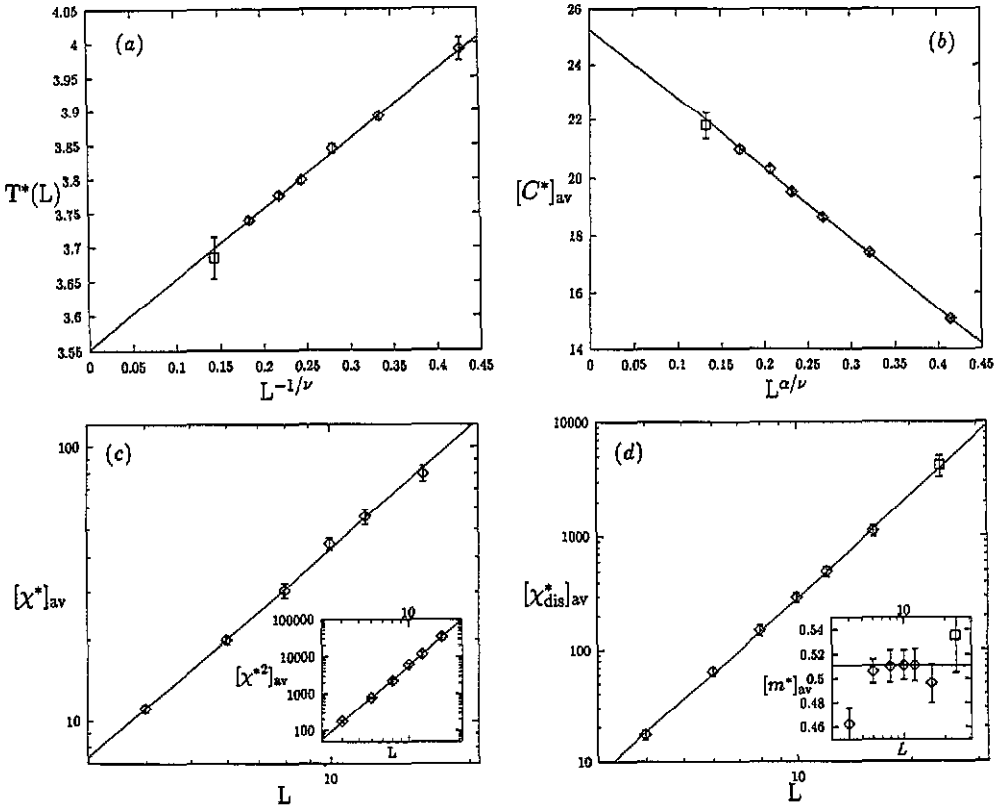 4.05
4
3.95
3.9
3.85
3.8
3.75
3.7
3.65
3.6
3.55
T*(L)
(a)
0 0.05 0.1 0.15 0.2 0.25 0.3 0.35 0.4 0.45
L^{-1/ν}
26
24
22
20
18
16
14
[C*]_{av}
(b)
0 0.05 0.1 0.15 0.2 0.25 0.3 0.35 0.4 0.45
L^{α/ν}
100
10
[χ*]_{av}
(c)
10
L
10
100000
10000
1000
100
[χ*²]_{av}
L
10000
1000
100
10
[χ*_{dis}]_{av}
(d)
10
L
10
0.54
0.52
0.5
0.48
0.46
[m*]_{av}
L